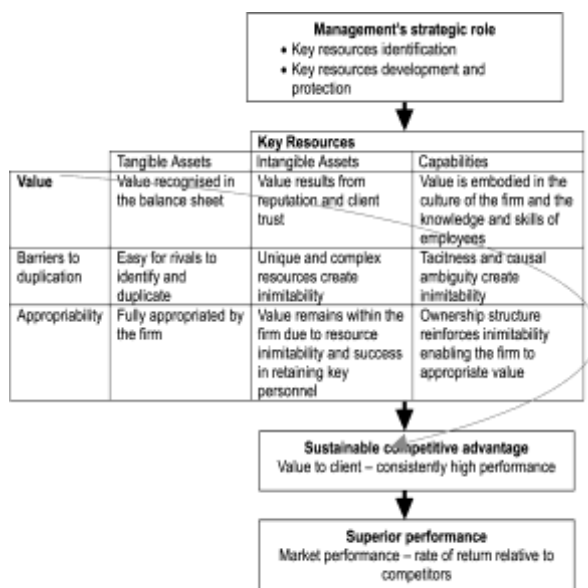 Management's strategic role
• Key resources identification
• Key resources development and
protection
Key Resources
Tangible Assets Intangible Assets Capabilities
Value
Value recognised in
the balance sheet
Value results from
reputation and client
trust
Value is embodied in the
culture of the firm and the
knowledge and skills of
employees
Barriers to
duplication
Easy for rivals to
identify and
duplicate
Unique and complex
resources create
inimitability
Tacitness and causal
ambiguity create
inimitability
Appropriability
Fully appropriated by
the firm
Value remains within the
firm due to resource
inimitability and success
in retaining key
personnel
Ownership structure
reinforces inimitability
enabling the firm to
appropriate value
Sustainable competitive advantage
Value to client – consistently high performance
Superior performance
Market performance – rate of return relative to
competitors